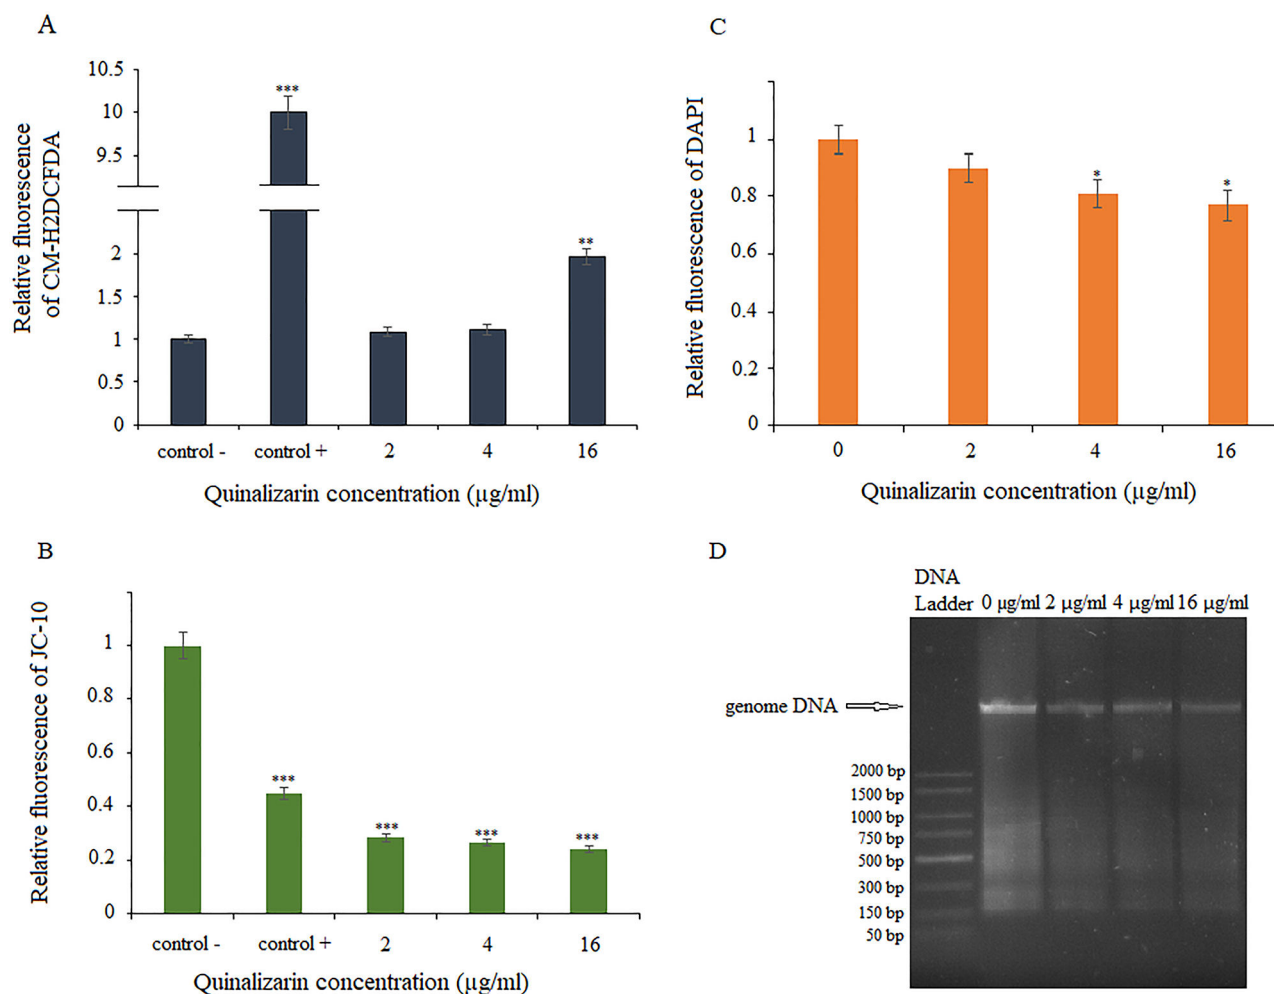 A
Relative fluorescence
of CM-H2DCFDA
10.5
10
9.5
2
1.5
1
0.5
0
***
**
control -
control +
2
4
16
Quinalizarin concentration (µg/ml)
B
Relative fluorescence of JC-10
1
0.8
0.6
0.4
0.2
0
***
***
***
***
control -
control +
2
4
16
Quinalizarin concentration (µg/ml)
C
Relative fluorescence of DAPI
1
0.8
0.6
0.4
0.2
0
*
*
0
2
4
16
Quinalizarin concentration (µg/ml)
D
DNA
Ladder 0 µg/ml 2 µg/ml 4 µg/ml 16 µg/ml
genome DNA
2000 bp
1500 bp
1000 bp
750 bp
500 bp
300 bp
150 bp
50 bp